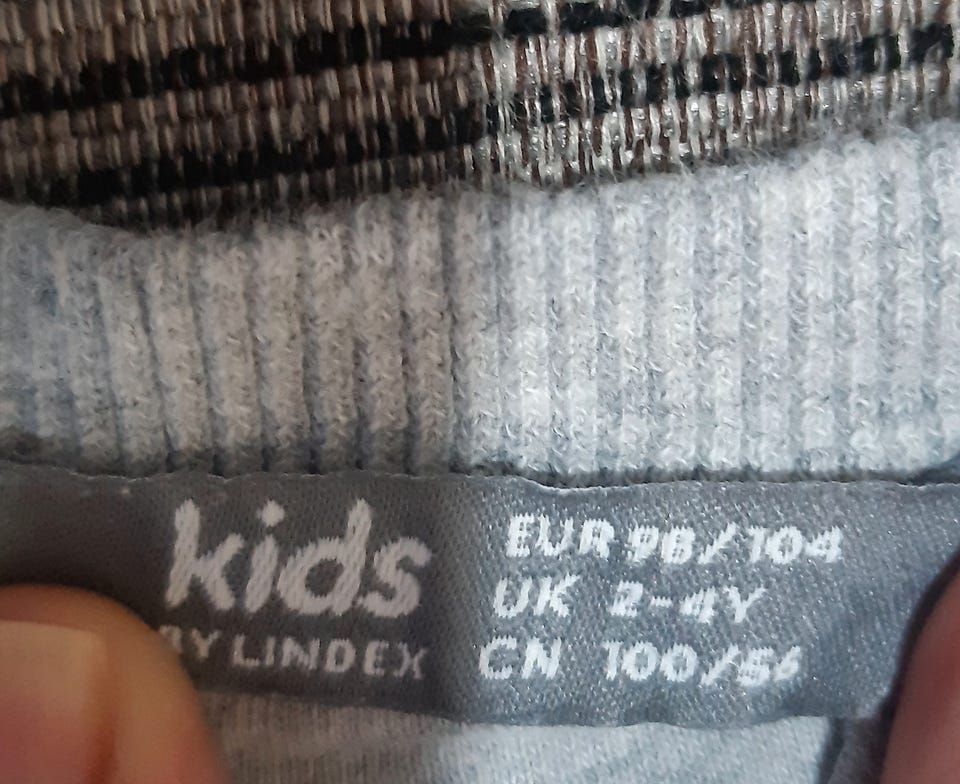 kids
BY LINDEX
EUR 98/104
UK 2-4Y
CN 100/56